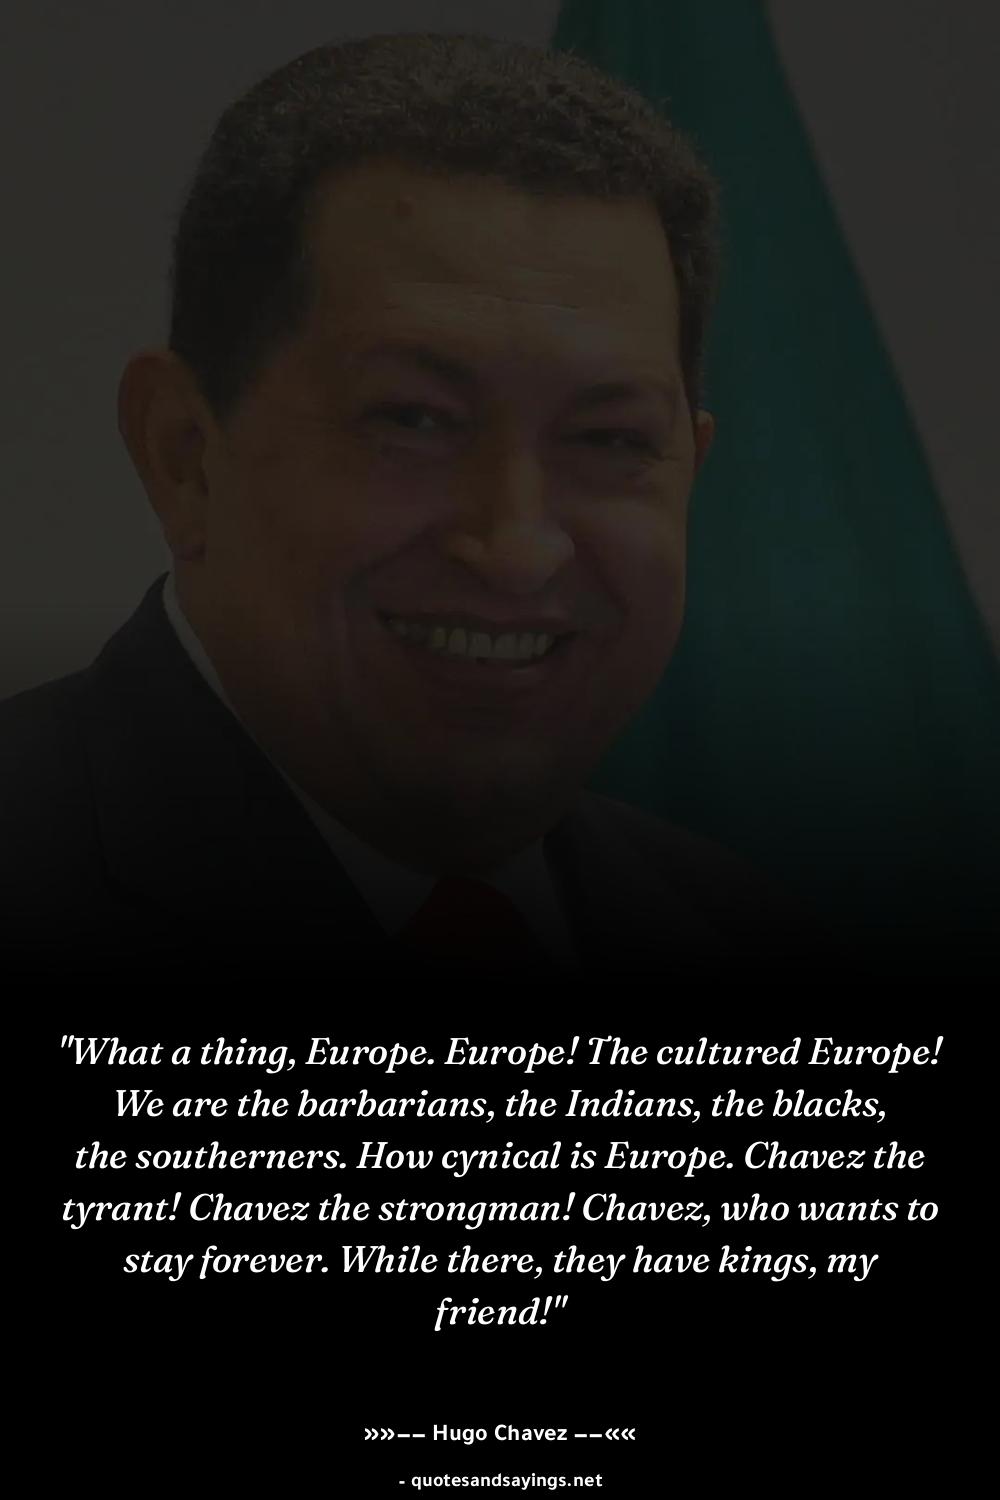 "What a thing, Europe. Europe! The cultured Europe!
We are the barbarians, the Indians, the blacks,
the southerners. How cynical is Europe. Chavez the
tyrant! Chavez the strongman! Chavez, who wants to
stay forever. While there, they have kings, my
friend!"
»»–– Hugo Chavez ––««
- quotesandsayings.net